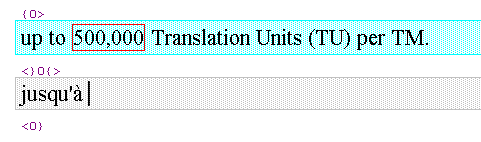 {0>
up to 500,000 Translation Units (TU) per TM.
<}0{>
jusqu'à
<0}